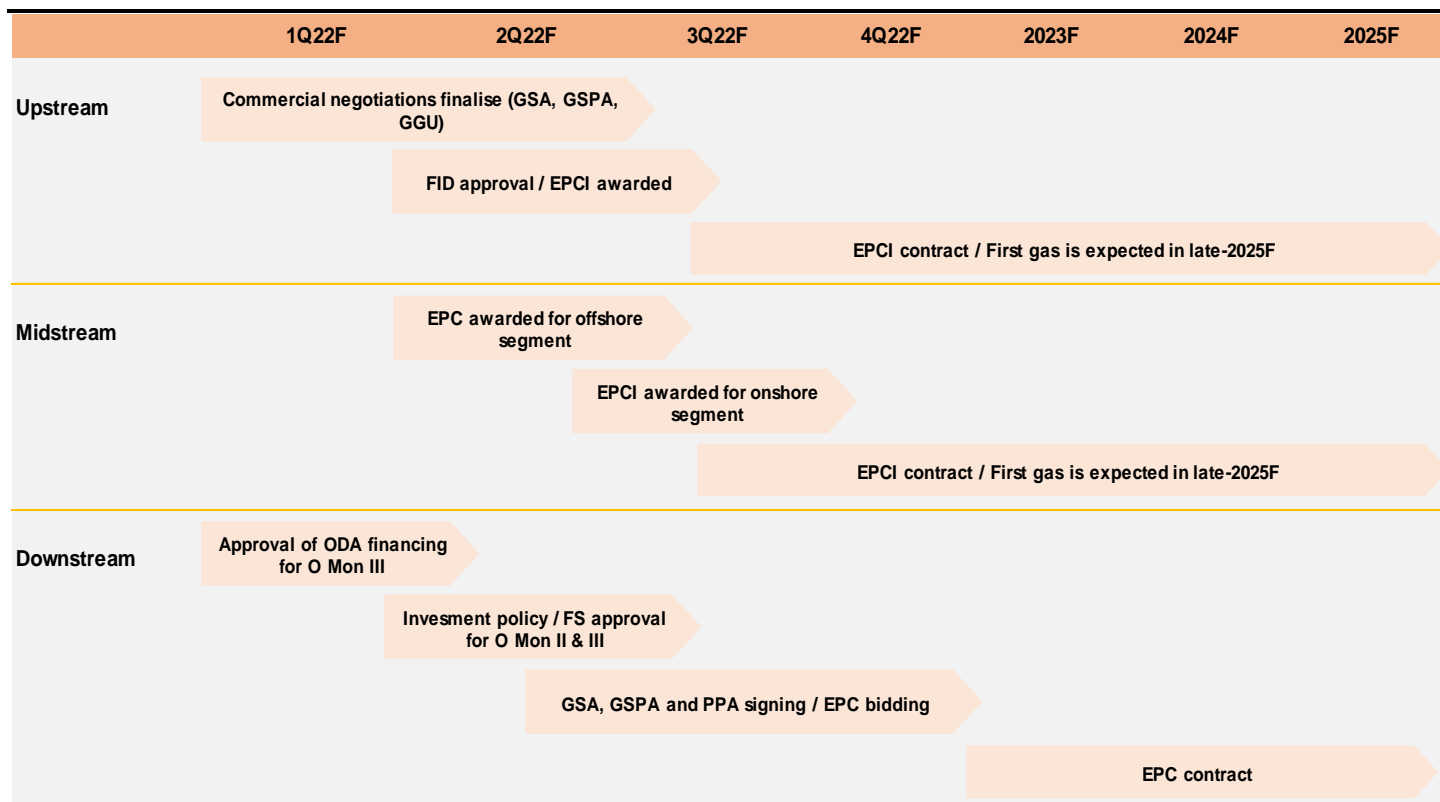 1Q22F 2Q22F 3Q22F 4Q22F 2023F 2024F 2025F
Upstream
Commercial negotiations finalise (GSA, GSPA,
GGU)
FID approval / EPCI awarded
EPCI contract / First gas is expected in late-2025F
Midstream
EPC awarded for offshore
segment
EPCI awarded for onshore
segment
EPCI contract / First gas is expected in late-2025F
Downstream
Approval of ODA financing
for O Mon III
Invesment policy / FS approval
for O Mon II & III
GSA, GSPA and PPA signing / EPC bidding
EPC contract